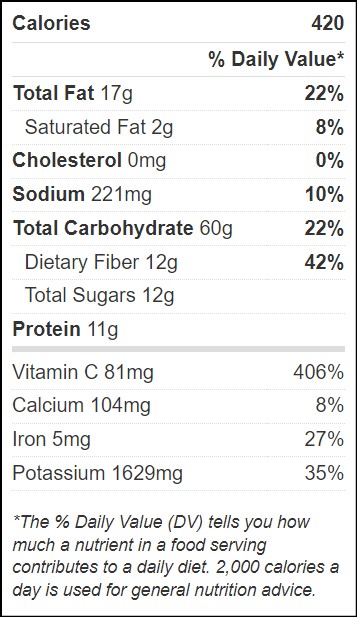 Calories 420
% Daily Value*
Total Fat 17g 22%
Saturated Fat 2g 8%
Cholesterol 0mg 0%
Sodium 221mg 10%
Total Carbohydrate 60g 22%
Dietary Fiber 12g 42%
Total Sugars 12g
Protein 11g
Vitamin C 81mg 406%
Calcium 104mg 8%
Iron 5mg 27%
Potassium 1629mg 35%
*The % Daily Value (DV) tells you how
much a nutrient in a food serving
contributes to a daily diet. 2,000 calories a
day is used for general nutrition advice.